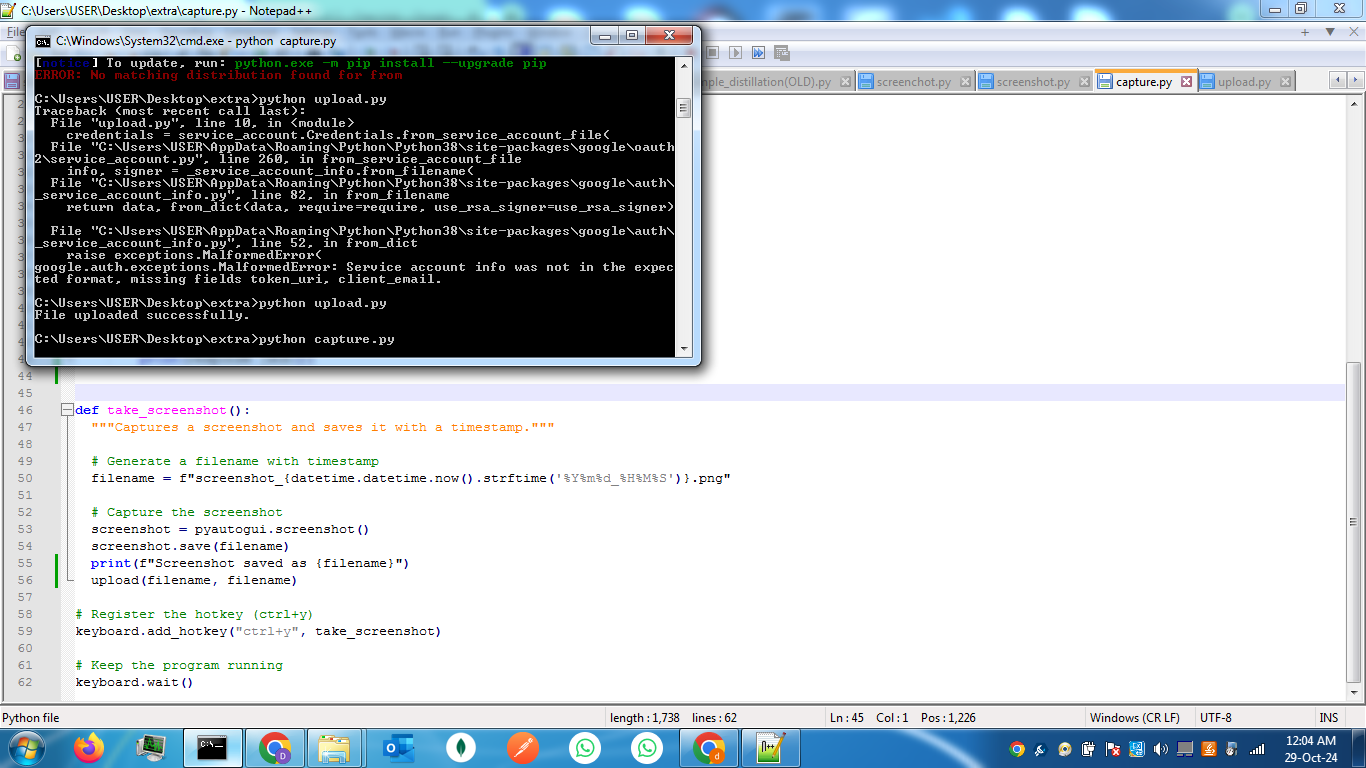 C:\Users\USER\Desktop\extra\capture.py - Notepad++
C:\Windows\System32\cmd.exe - python  capture.py
[notice] To update, run: python.exe -m pip install --upgrade pip
ERROR: No matching distribution found for from
C:\Users\USER\Desktop\extra>python upload.py
Traceback (most recent call last):
  File "upload.py", line 10, in <module>
    credentials = service_account.Credentials.from_service_account_file(
  File "C:\Users\USER\AppData\Roaming\Python\Python38\site-packages\google\oauth
2\service_account.py", line 260, in from_service_account_file
    info, signer = _service_account_info.from_filename(
  File "C:\Users\USER\AppData\Roaming\Python\Python38\site-packages\google\auth\
_service_account_info.py", line 82, in from_filename
    return data, from_dict(data, require=require, use_rsa_signer=use_rsa_signer)
  File "C:\Users\USER\AppData\Roaming\Python\Python38\site-packages\google\auth\
_service_account_info.py", line 52, in from_dict
    raise exceptions.MalformedError(
google.auth.exceptions.MalformedError: Service account info was not in the expec
ted format, missing fields token_uri, client_email.
C:\Users\USER\Desktop\extra>python upload.py
File uploaded successfully.
C:\Users\USER\Desktop\extra>python capture.py
mple_distillation(OLD).py screenchot.py screenshot.py capture.py upload.py
44
45
46 def take_screenshot():
47 """Captures a screenshot and saves it with a timestamp."""
48
49 # Generate a filename with timestamp
50 filename = f"screenshot_{datetime.datetime.now().strftime('%Y%m%d_%H%M%S')}.png"
51
52 # Capture the screenshot
53 screenshot = pyautogui.screenshot()
54 screenshot.save(filename)
55 print(f"Screenshot saved as {filename}")
56 upload(filename, filename)
57
58 # Register the hotkey (ctrl+y)
59 keyboard.add_hotkey("ctrl+y", take_screenshot)
60
61 # Keep the program running
62 keyboard.wait()
Python file length : 1,738 lines : 62 Ln : 45 Col : 1 Pos : 1,226 Windows (CR LF) UTF-8 INS
12:04 AM
29-Oct-24